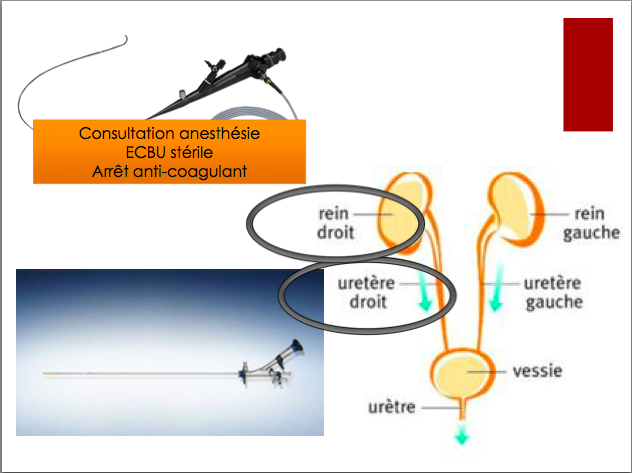 Consultation anesthésie
ECBU stérile
Arrêt anti-coagulant
rein
droit
rein
gauche
uretère
droit
uretère
gauche
vessie
urètre